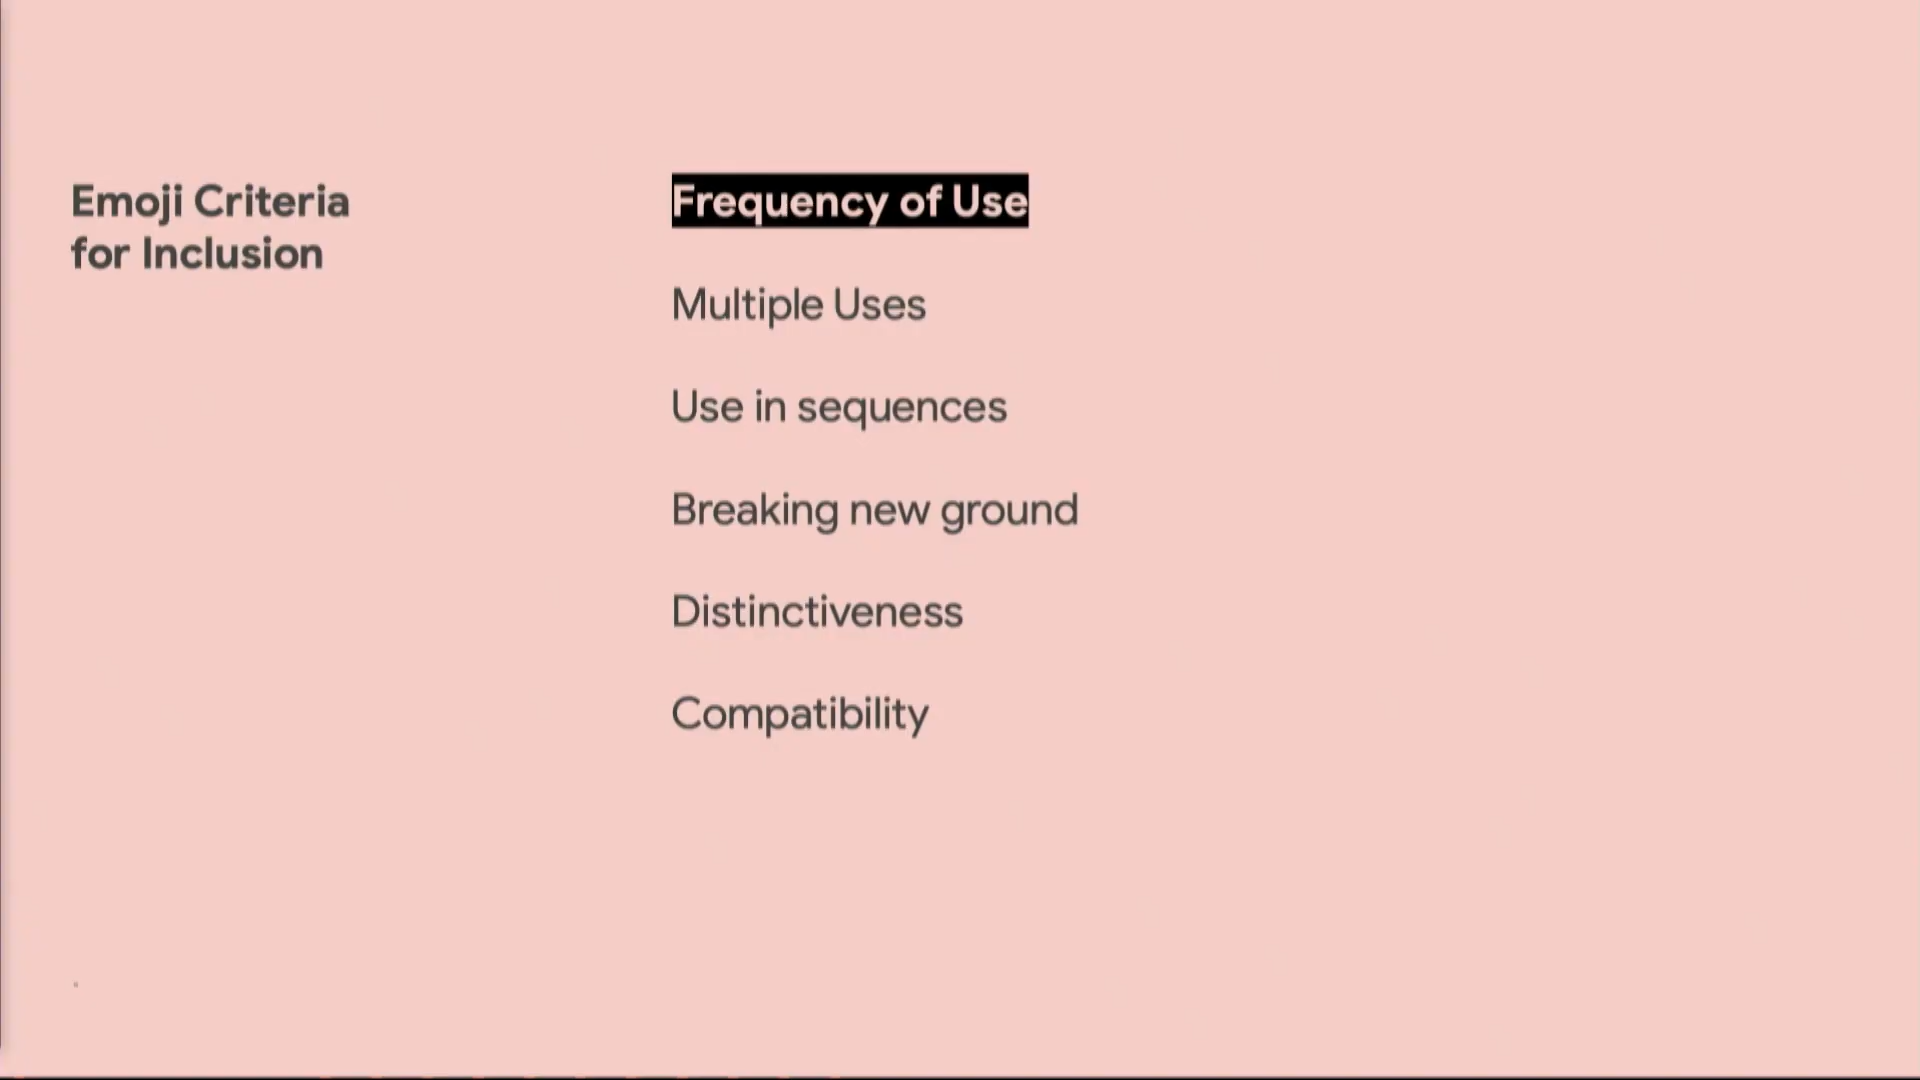 Emoji Criteria
for Inclusion
Frequency of Use
Multiple Uses
Use in sequences
Breaking new ground
Distinctiveness
Compatibility